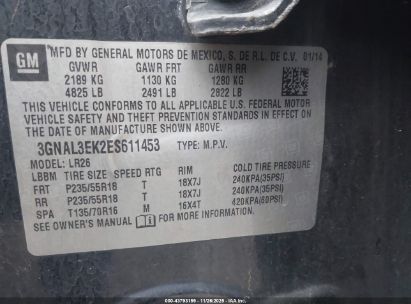 GM
MFD BY GENERAL MOTORS DE MEXICO, S. DE R.L. DE C.V. 01/14
GVWR GAWR FRT GAWR RR
2189 KG 1130 KG 1280 KG
4825 LB 2491 LB 2822 LB
THIS VEHICLE CONFORMS TO ALL APPLICABLE U.S. FEDERAL MOTOR
VEHICLE SAFETY AND THEFT PREVENTION STANDARDS IN EFFECT ON
THE DATE OF MANUFACTURE SHOWN ABOVE.
3GNAL3EK2ES611453 TYPE: M.P.V.
MODEL: LR26
LBBM TIRE SIZE SPEED RTG RIM COLD TIRE PRESSURE
FRT P235/55R18 T 18X7J 240KPA(35PSI)
RR P235/55R18 T 18X7J 240KPA(35PSI)
SPA T135/70R16 M 16X4T 420KPA(60PSI)
SEE OWNER'S MANUAL FOR ADDITIONAL INFORMATION.